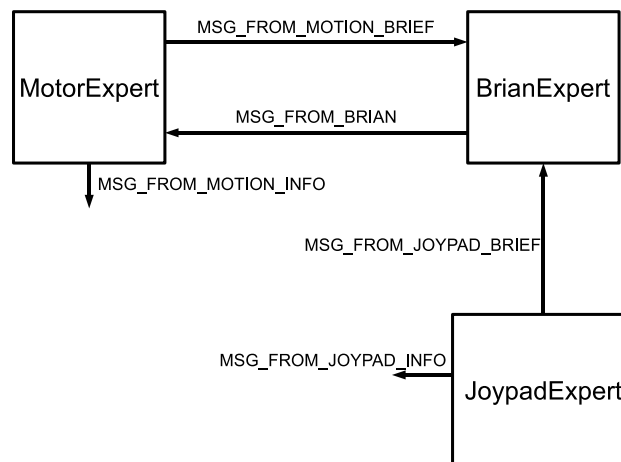 MSG_FROM_MOTION_BRIEF
MotorExpert
BrianExpert
MSG_FROM_BRIAN
MSG_FROM_MOTION_INFO
MSG_FROM_JOYPAD_BRIEF
MSG_FROM_JOYPAD_INFO
JoypadExpert